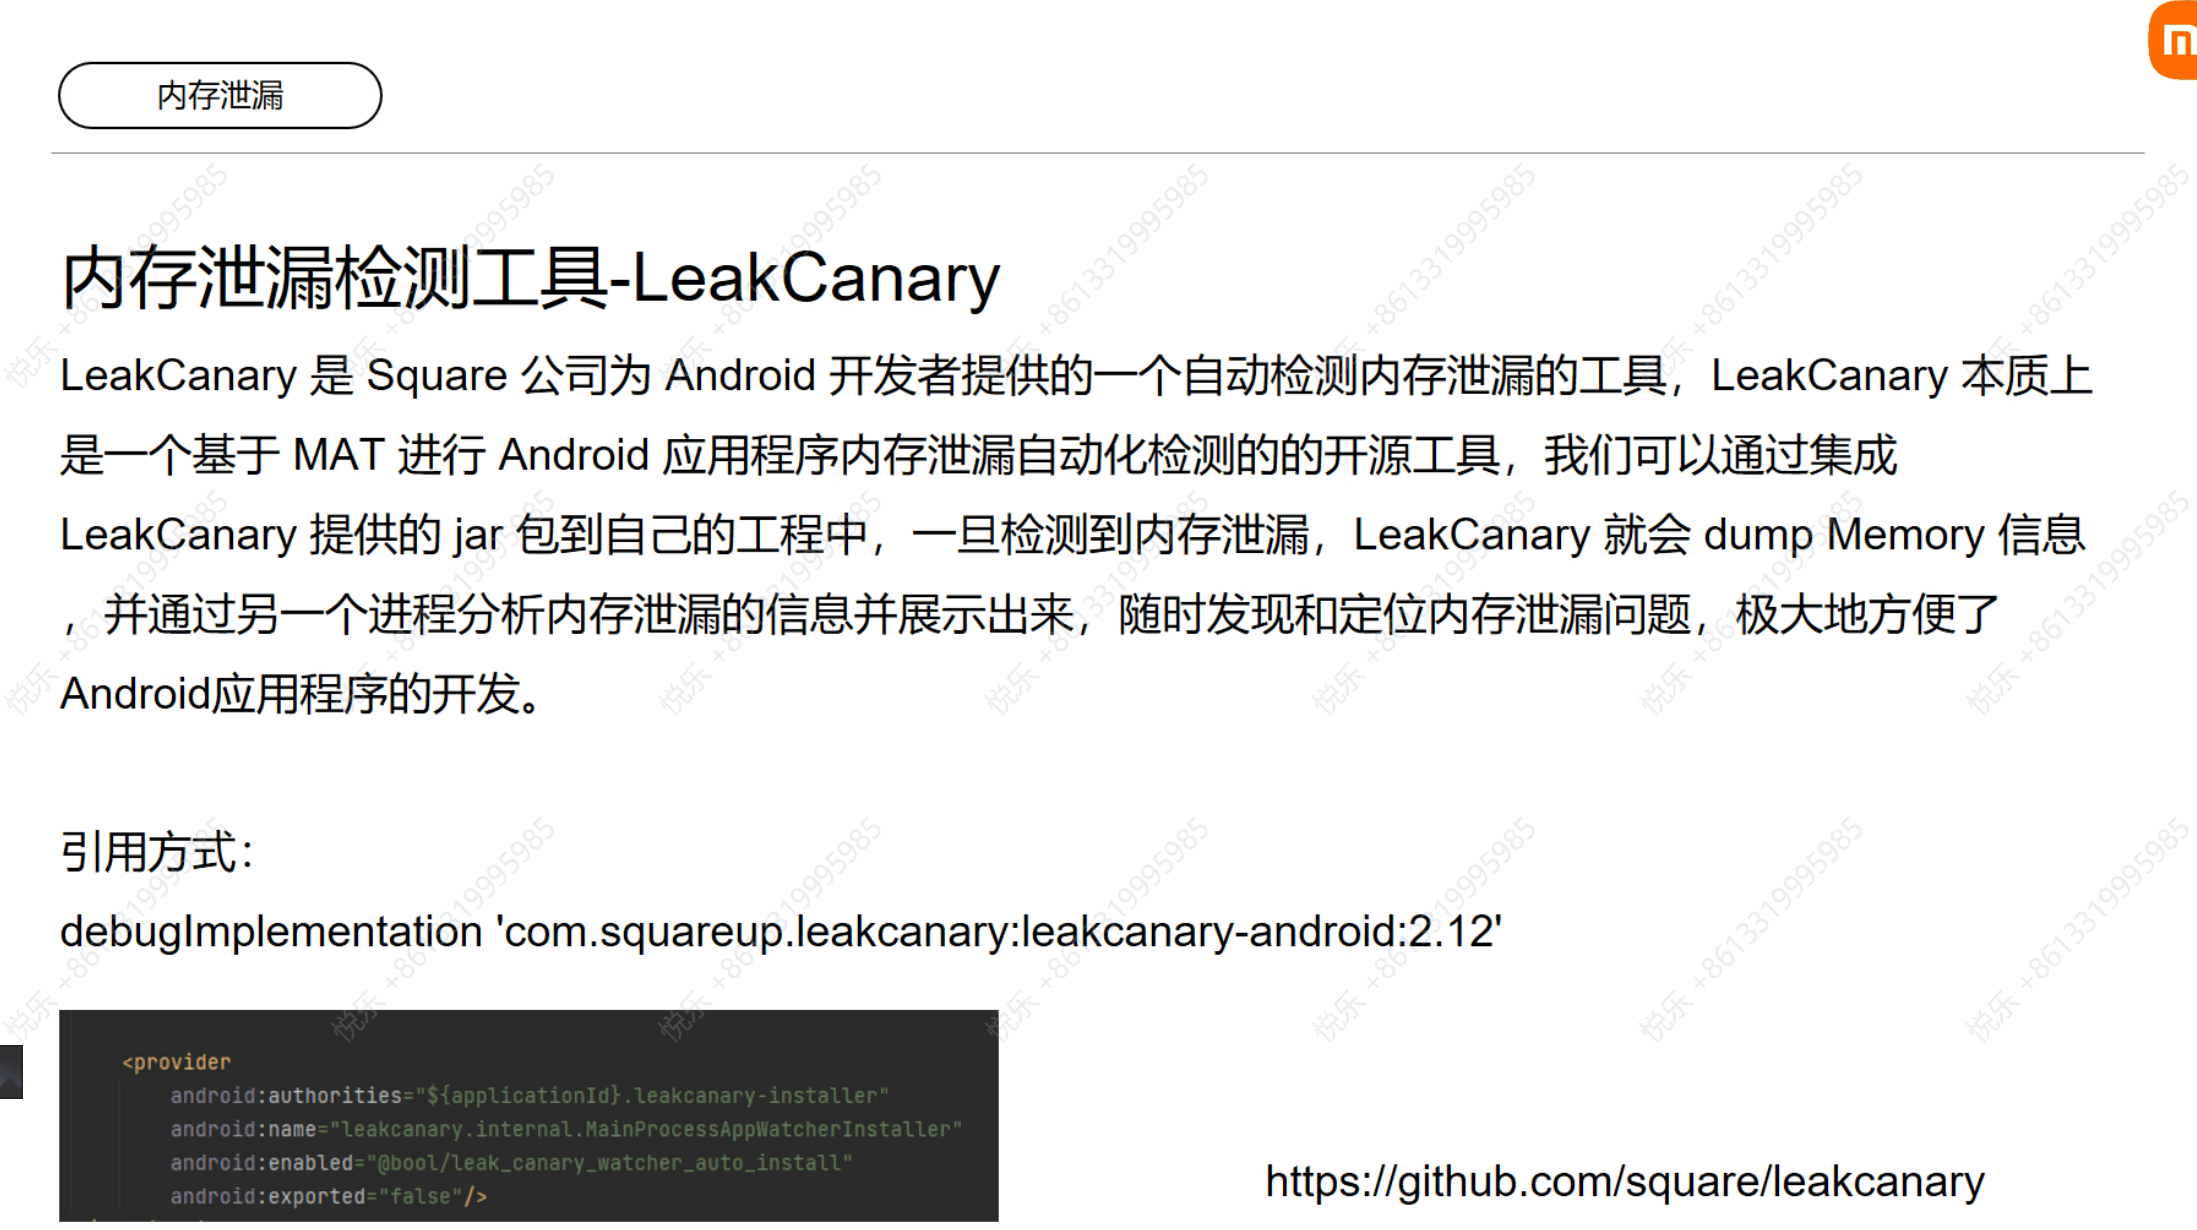 内存泄漏
内存泄漏检测工具-LeakCanary
LeakCanary 是 Square 公司为 Android 开发者提供的一个自动检测内存泄漏的工具，LeakCanary 本质上
是一个基于 MAT 进行 Android 应用程序内存泄漏自动化检测的的开源工具，我们可以通过集成
LeakCanary 提供的 jar 包到自己的工程中，一旦检测到内存泄漏，LeakCanary 就会 dump Memory 信息
，并通过另一个进程分析内存泄漏的信息并展示出来，随时发现和定位内存泄漏问题，极大地方便了
Android应用程序的开发。
引用方式：
debugImplementation 'com.squareup.leakcanary:leakcanary-android:2.12'
<provider
android:authorities="${applicationId}.leakcanary-installer"
android:name="leakcanary.internal.MainProcessAppWatcherInstaller"
android:enabled="@bool/leak_canary_watcher_auto_install"
android:exported="false"/>
https://github.com/square/leakcanary
悦乐 +8613319995985